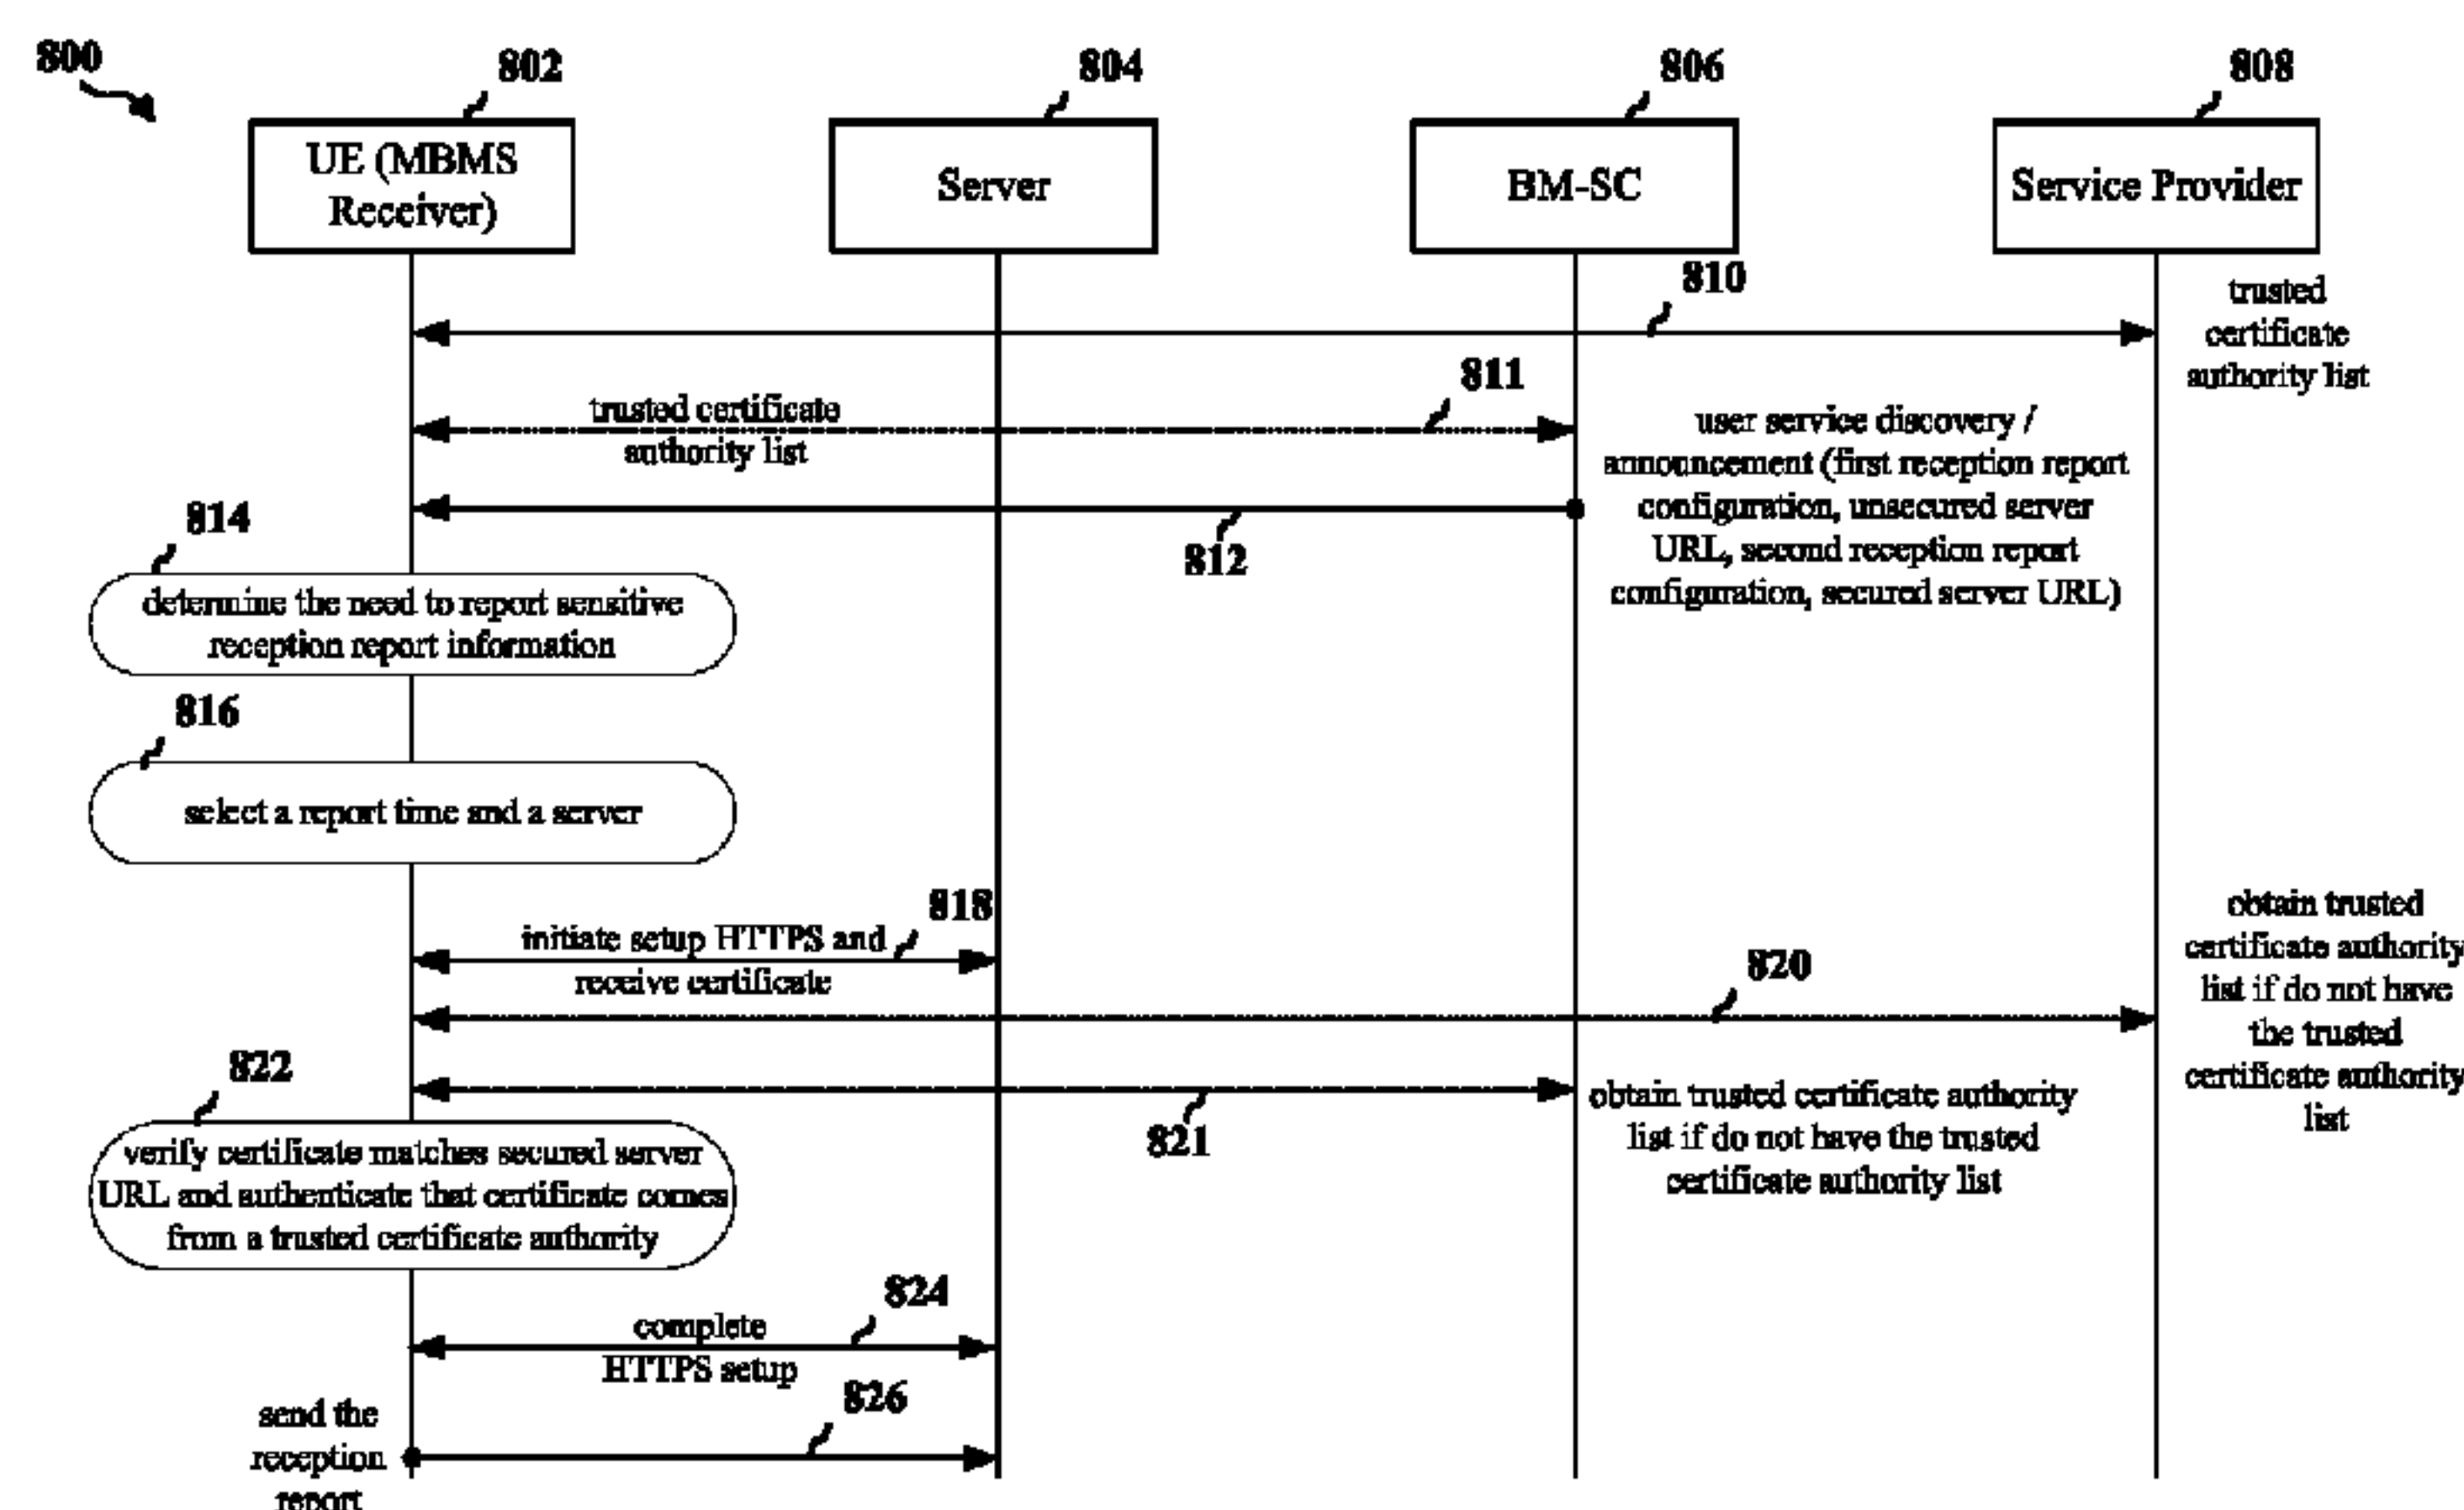 800
802
804
806
808
UE (MBMS
Receiver)
Server
BM-SC
Service Provider
810
trusted
certificate
authority list
811
trusted certificate
authority list
user service discovery /
announcement (first reception report
configuration, unsecured server
URL, second reception report
configuration, secured server URL)
812
814
determine the need to report sensitive
reception report information
816
select a report time and a server
818
initiate setup HTTPS and
receive certificate
820
obtain trusted
certificate authority
list if do not have
the trusted
certificate authority
list
821
obtain trusted certificate authority
list if do not have the trusted
certificate authority list
822
verify certificate matches secured server
URL and authenticate that certificate comes
from a trusted certificate authority
824
complete
HTTPS setup
826
send the
reception
report